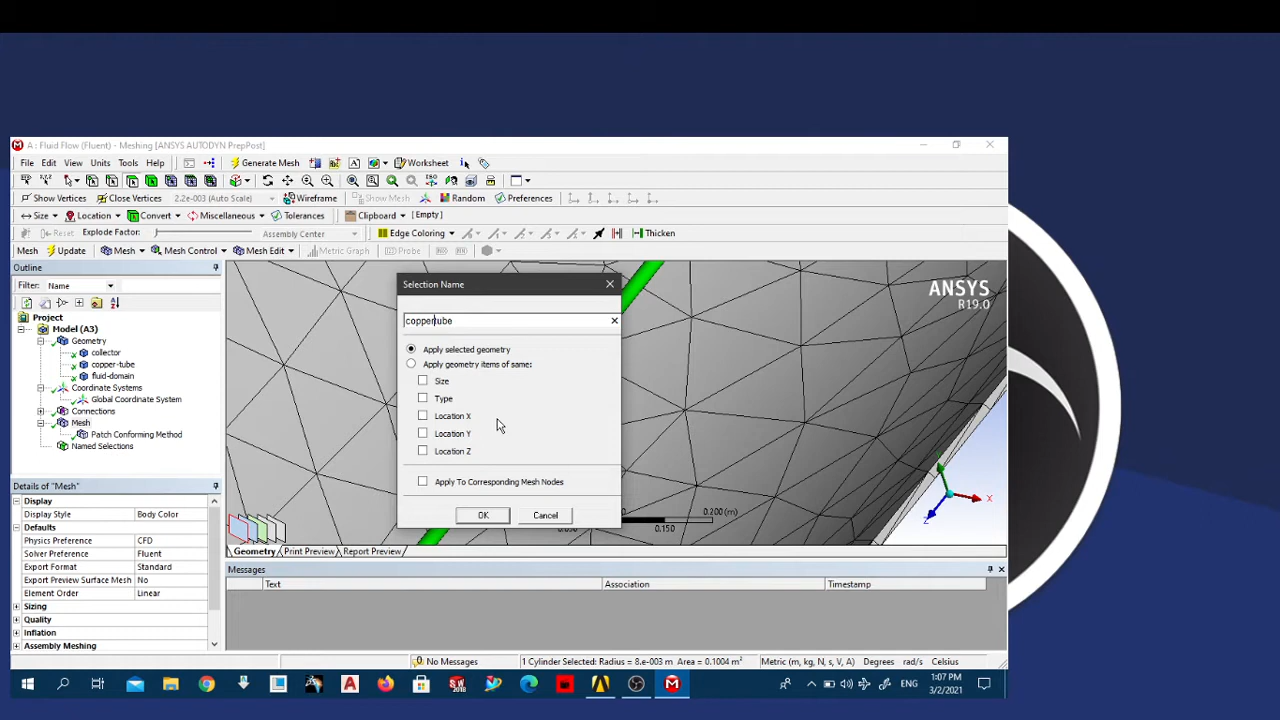 A : Fluid Flow (Fluent) - Meshing [ANSYS AUTODYN PrepPost]
File Edit View Units Tools Help Generate Mesh Worksheet
Show Vertices Close Vertices 2.2e-003 (Auto Scale) Wireframe Show Mesh Random Preferences
Size Location Convert Miscellaneous Tolerances Clipboard [Empty]
Reset Explode Factor: Assembly Center Edge Coloring Thicken
Mesh Update Mesh Mesh Control Mesh Edit Metric Graph Probe
Outline
Filter: Name
Project
Model (A3)
Geometry
collector
copper-tube
fluid-domain
Coordinate Systems
Global Coordinate System
Connections
Mesh
Patch Conforming Method
Named Selections
Details of "Mesh"
Display
Display Style Body Color
Defaults
Physics Preference CFD
Solver Preference Fluent
Export Format Standard
Export Preview Surface Mesh No
Element Order Linear
Sizing
Quality
Inflation
Assembly Meshing
Selection Name
coppertube
Apply selected geometry
Apply geometry items of same:
Size
Type
Location X
Location Y
Location Z
Apply To Corresponding Mesh Nodes
OK Cancel
ANSYS
R19.0
0.200 (m)
0.150
X
Z
Geometry Print Preview Report Preview
Messages
Text Association Timestamp
0 No Messages 1 Cylinder Selected: Radius = 8.e-003 m Area = 0.1004 m² Metric (m, kg, N, s, V, A) Degrees rad/s Celsius
ENG
1:07 PM
3/2/2021